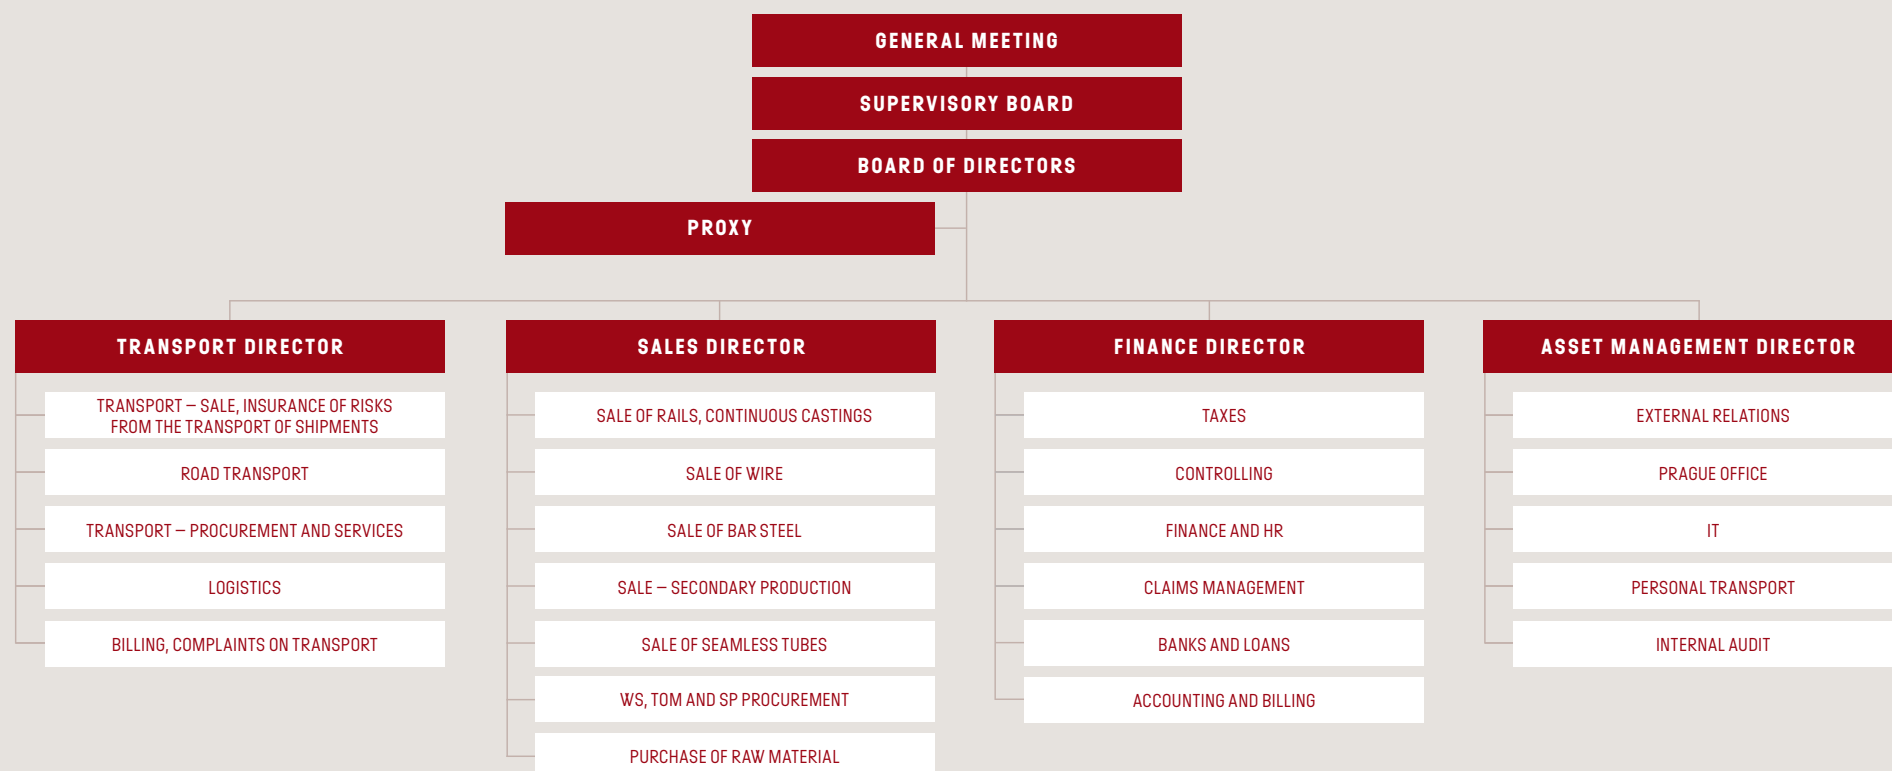 GENERAL MEETING
SUPERVISORY BOARD
BOARD OF DIRECTORS
PROXY
TRANSPORT DIRECTOR
TRANSPORT – SALE, INSURANCE OF RISKS
FROM THE TRANSPORT OF SHIPMENTS
ROAD TRANSPORT
TRANSPORT – PROCUREMENT AND SERVICES
LOGISTICS
BILLING, COMPLAINTS ON TRANSPORT
SALES DIRECTOR
SALE OF RAILS, CONTINUOUS CASTINGS
SALE OF WIRE
SALE OF BAR STEEL
SALE – SECONDARY PRODUCTION
SALE OF SEAMLESS TUBES
WS, TOM AND SP PROCUREMENT
PURCHASE OF RAW MATERIAL
FINANCE DIRECTOR
TAXES
CONTROLLING
FINANCE AND HR
CLAIMS MANAGEMENT
BANKS AND LOANS
ACCOUNTING AND BILLING
ASSET MANAGEMENT DIRECTOR
EXTERNAL RELATIONS
PRAGUE OFFICE
IT
PERSONAL TRANSPORT
INTERNAL AUDIT